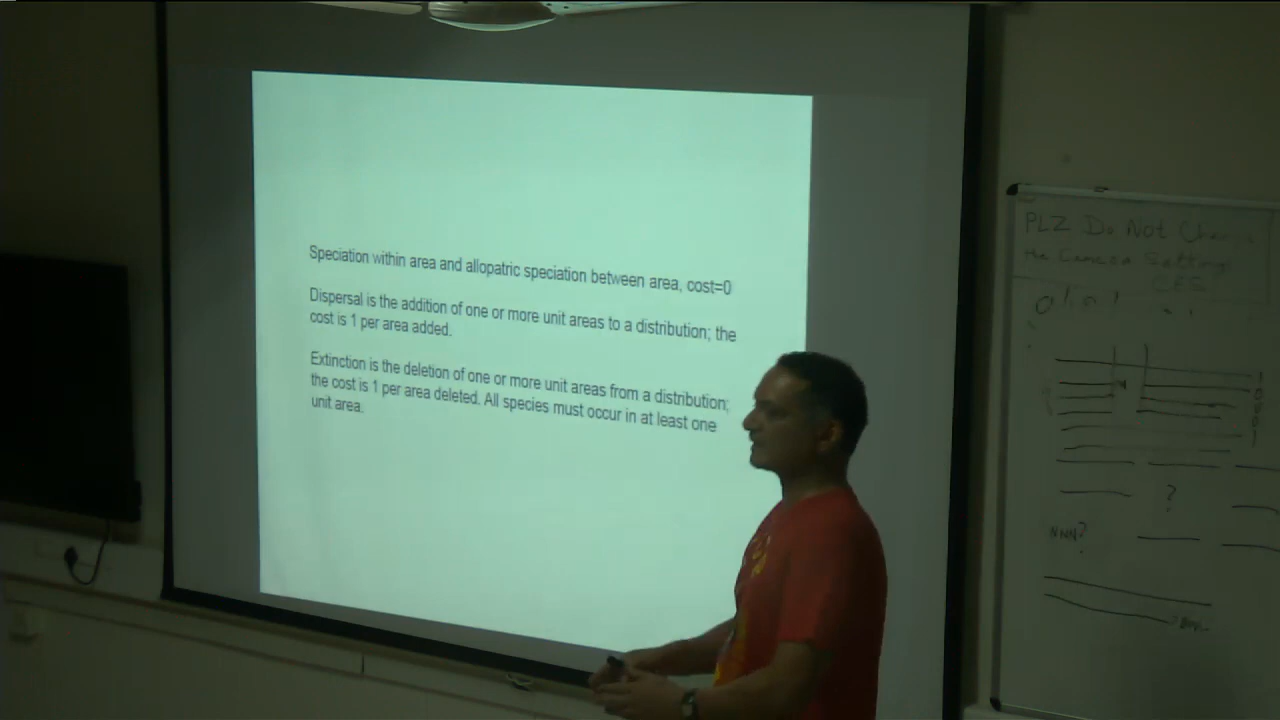 Speciation within area and allopatric speciation between area, cost=0
Dispersal is the addition of one or more unit areas to a distribution; the
cost is 1 per area added.
Extinction is the deletion of one or more unit areas from a distribution;
the cost is 1 per area deleted. All species must occur in at least one
unit area.
PLZ Do Not
the
CES
?
NNN?